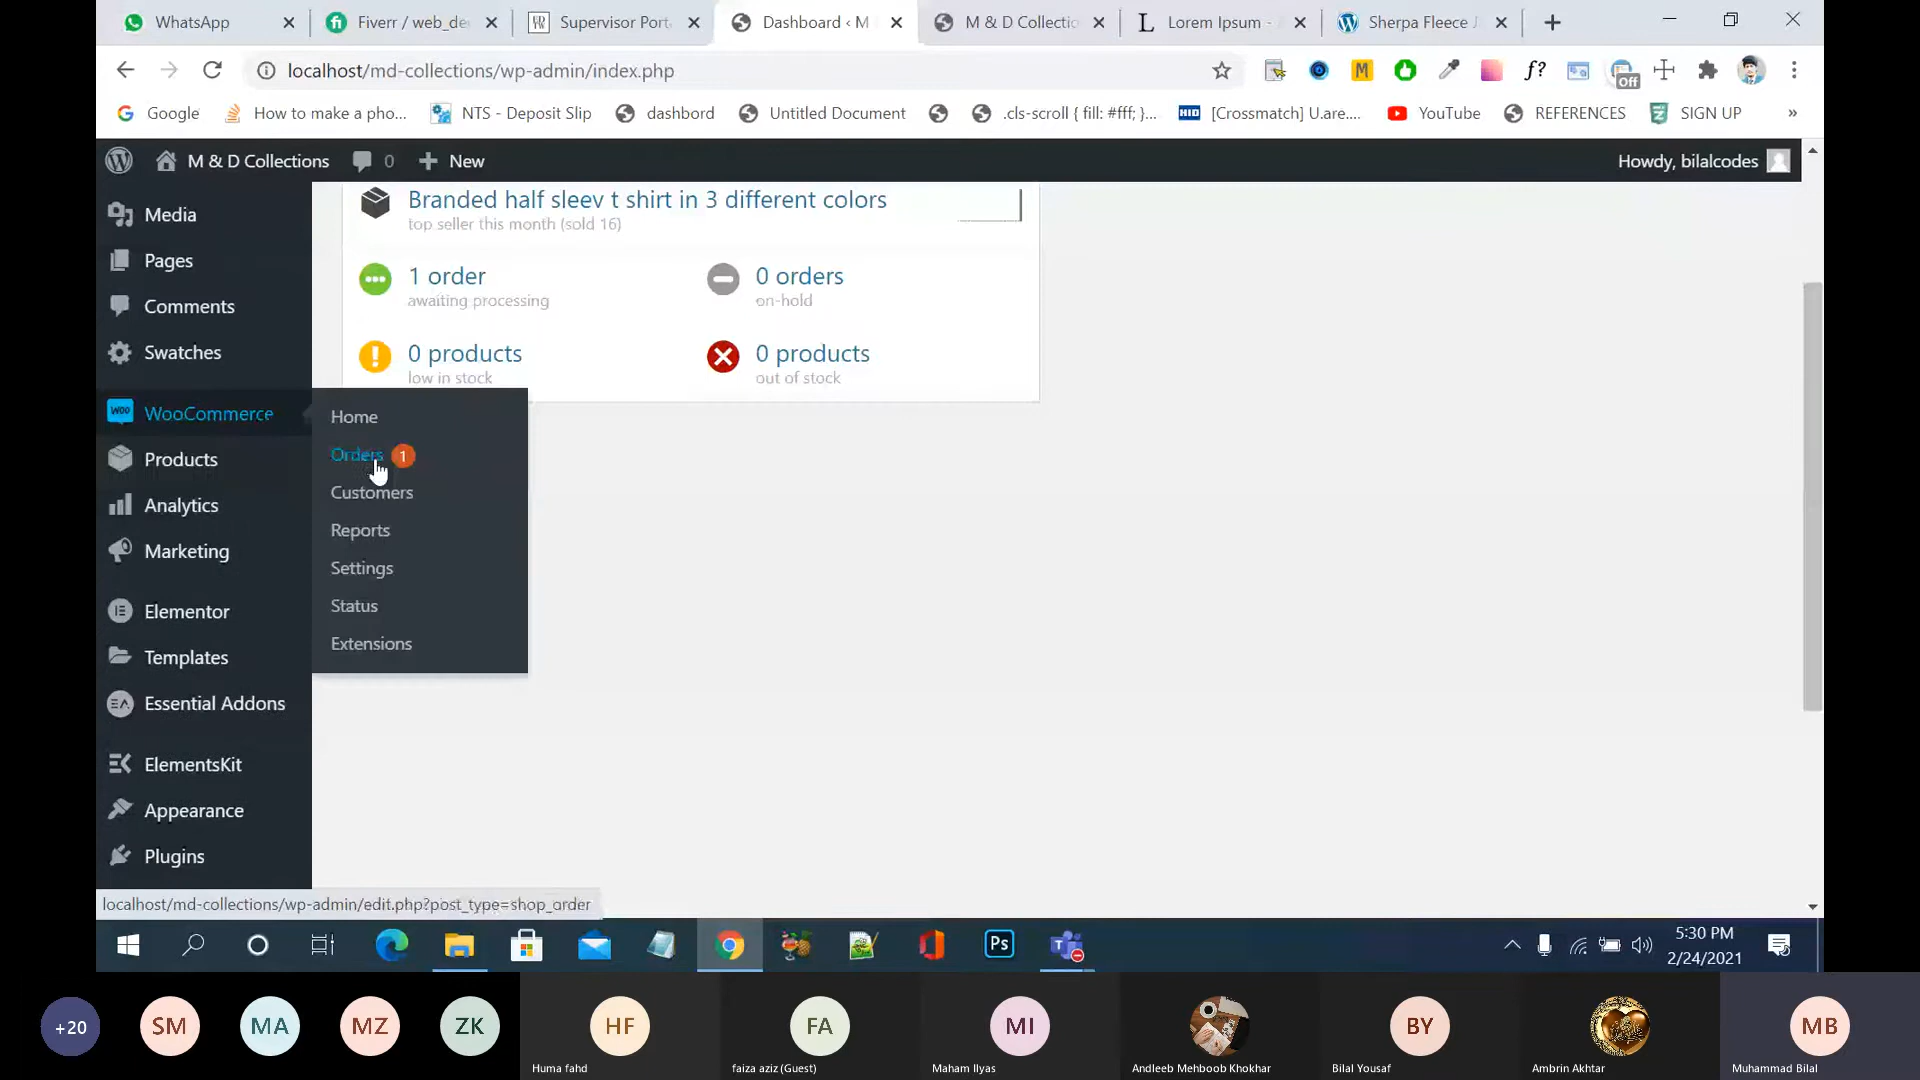 WhatsApp
Fiverr / web_de
Supervisor Port
Dashboard ‹ M
M & D Collectio
Lorem Ipsum -
Sherpa Fleece J
localhost/md-collections/wp-admin/index.php
M
f?
Off
Google
How to make a pho...
NTS - Deposit Slip
dashbord
Untitled Document
.cls-scroll { fill: #fff; }...
HID
[Crossmatch] U.are....
YouTube
REFERENCES
SIGN UP
»
M & D Collections
0
New
Howdy, bilalcodes
Media
Pages
Comments
Swatches
WooCommerce
Products
Analytics
Marketing
Elementor
Templates
Essential Addons
ElementsKit
Appearance
Plugins
Branded half sleev t shirt in 3 different colors
top seller this month (sold 16)
1 order
awaiting processing
0 orders
on-hold
0 products
low in stock
0 products
out of stock
Home
Orders 1
Customers
Reports
Settings
Status
Extensions
localhost/md-collections/wp-admin/edit.php?post_type=shop_order
Ps
5:30 PM
2/24/2021
+20
SM
MA
MZ
ZK
HF
FA
MI
BY
MB
Huma fahd
faiza aziz (Guest)
Maham Ilyas
Andleeb Mehboob Khokhar
Bilal Yousaf
Ambrin Akhtar
Muhammad Bilal